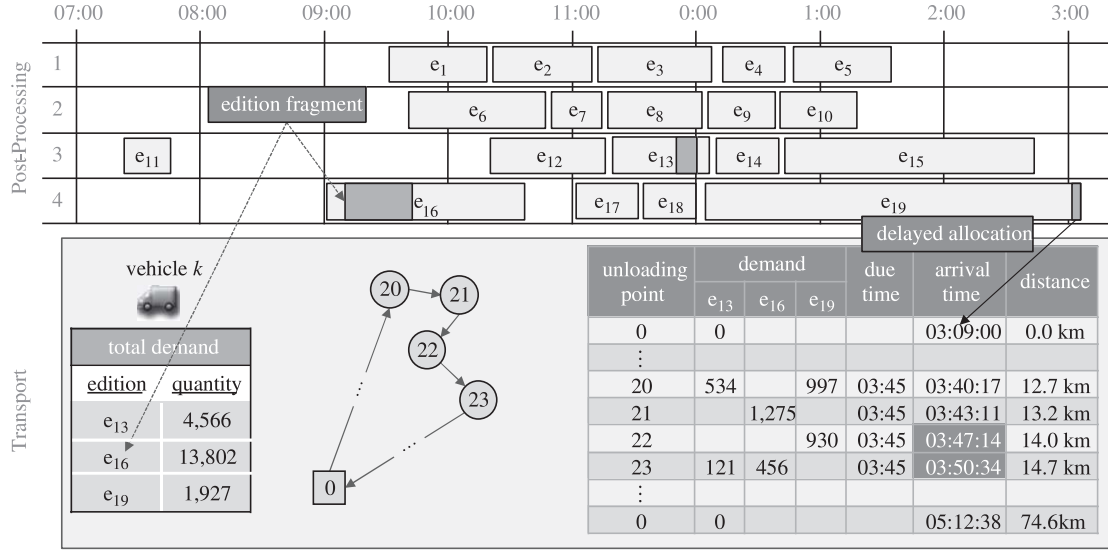 07:00 08:00 09:00 10:00 11:00 0:00 1:00 2:00 3:00
Post-Processing
1 e1 e2 e3 e4 e5
2 e6 e7 e8 e9 e10
edition fragment
3 e11 e12 e13 e14 e15
4 e16 e17 e18 e19
delayed allocation
Transport
vehicle k
total demand
edition quantity
e13 4,566
e16 13,802
e19 1,927
20 21
22
23
0
... ...
unloading point demand due time arrival time distance
e13 e16 e19
0 0 03:09:00 0.0 km
⋮
20 534 997 03:45 03:40:17 12.7 km
21 1,275 03:45 03:43:11 13.2 km
22 930 03:45 03:47:14 14.0 km
23 121 456 03:45 03:50:34 14.7 km
⋮
0 0 05:12:38 74.6km